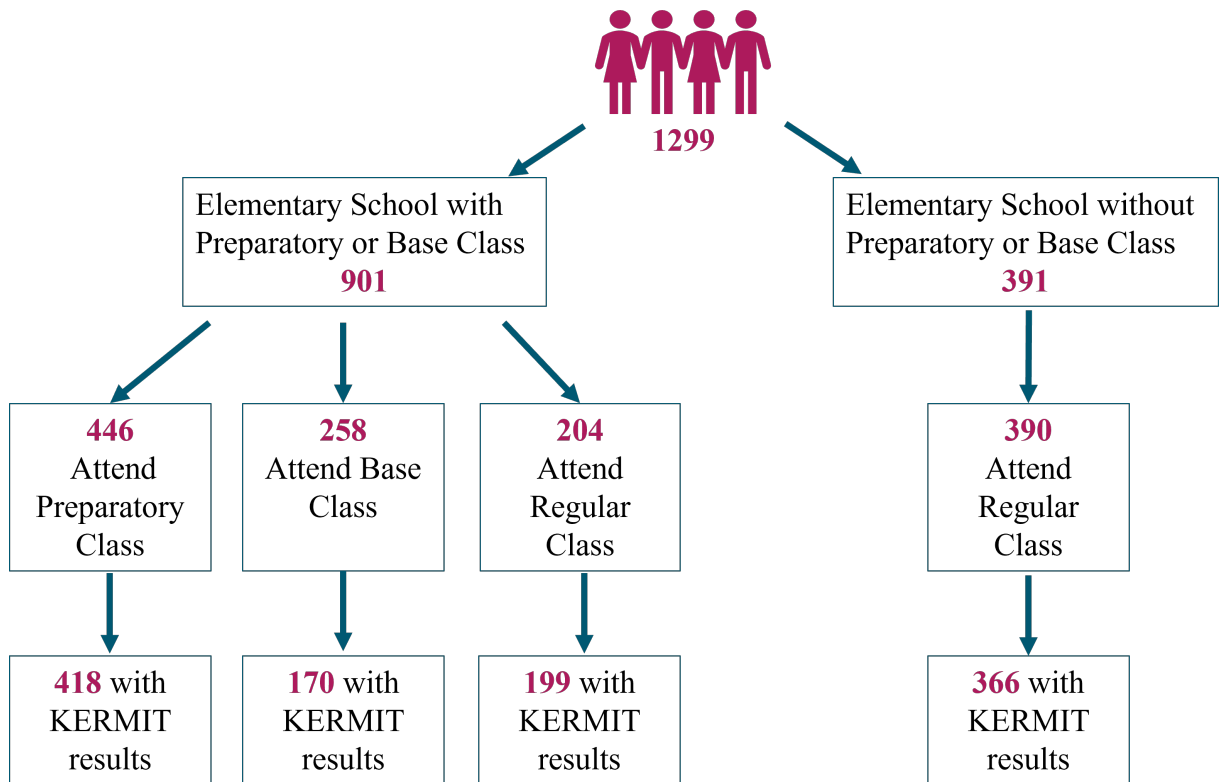 1299
Elementary School with
Preparatory or Base Class
901
Elementary School without
Preparatory or Base Class
391
446
Attend
Preparatory
Class
258
Attend Base
Class
204
Attend
Regular
Class
390
Attend
Regular
Class
418 with
KERMIT
results
170 with
KERMIT
results
199 with
KERMIT
results
366 with
KERMIT
results